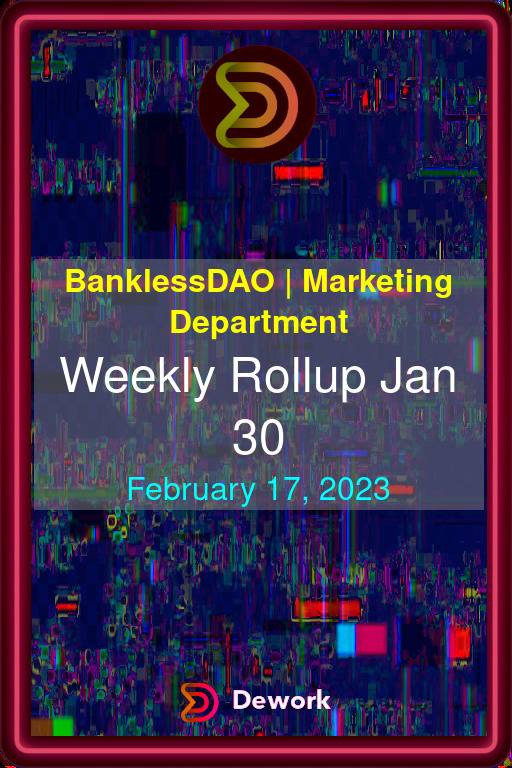 BanklessDAO | Marketing
Department
Weekly Rollup Jan
30
February 17, 2023
Dework